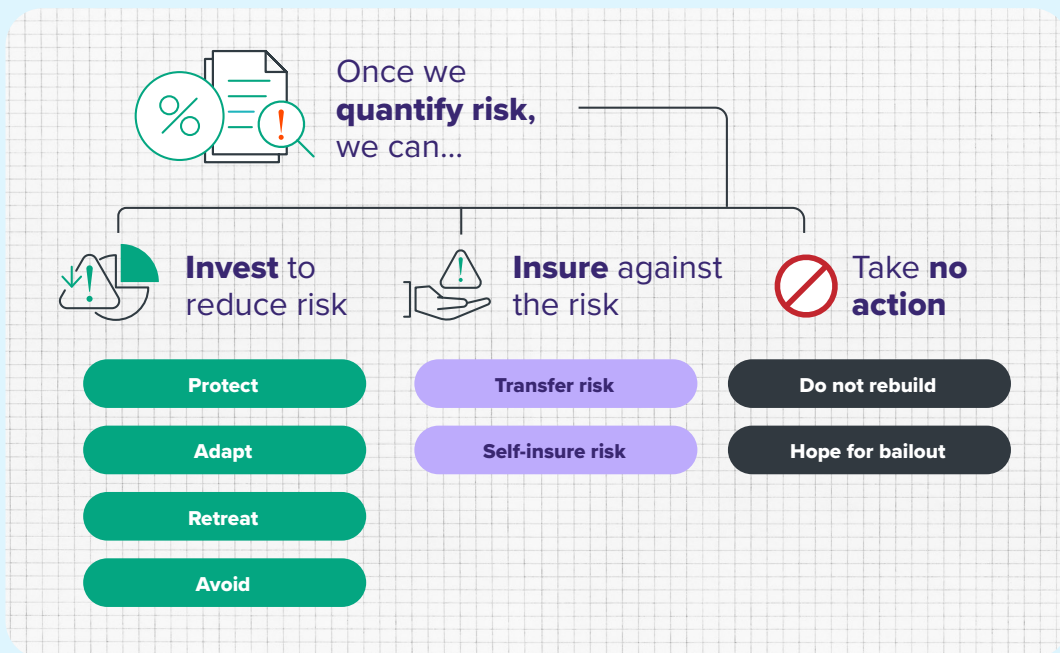 Once we
quantify risk,
we can...
Invest to
reduce risk
Insure against
the risk
Take no
action
Protect
Adapt
Retreat
Avoid
Transfer risk
Self-insure risk
Do not rebuild
Hope for bailout